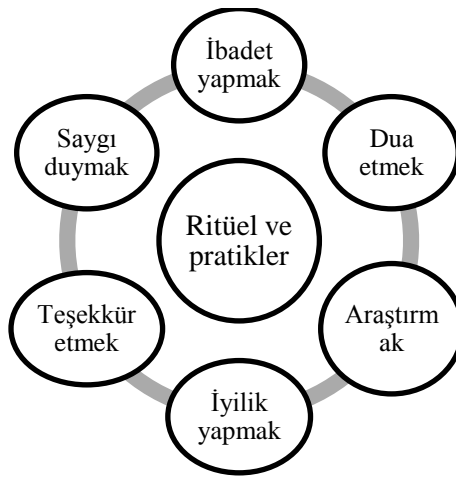 İbadet
yapmak
Dua
etmek
Araştırm
ak
İyilik
yapmak
Teşekkür
etmek
Saygı
duymak
Ritüel ve
pratikler